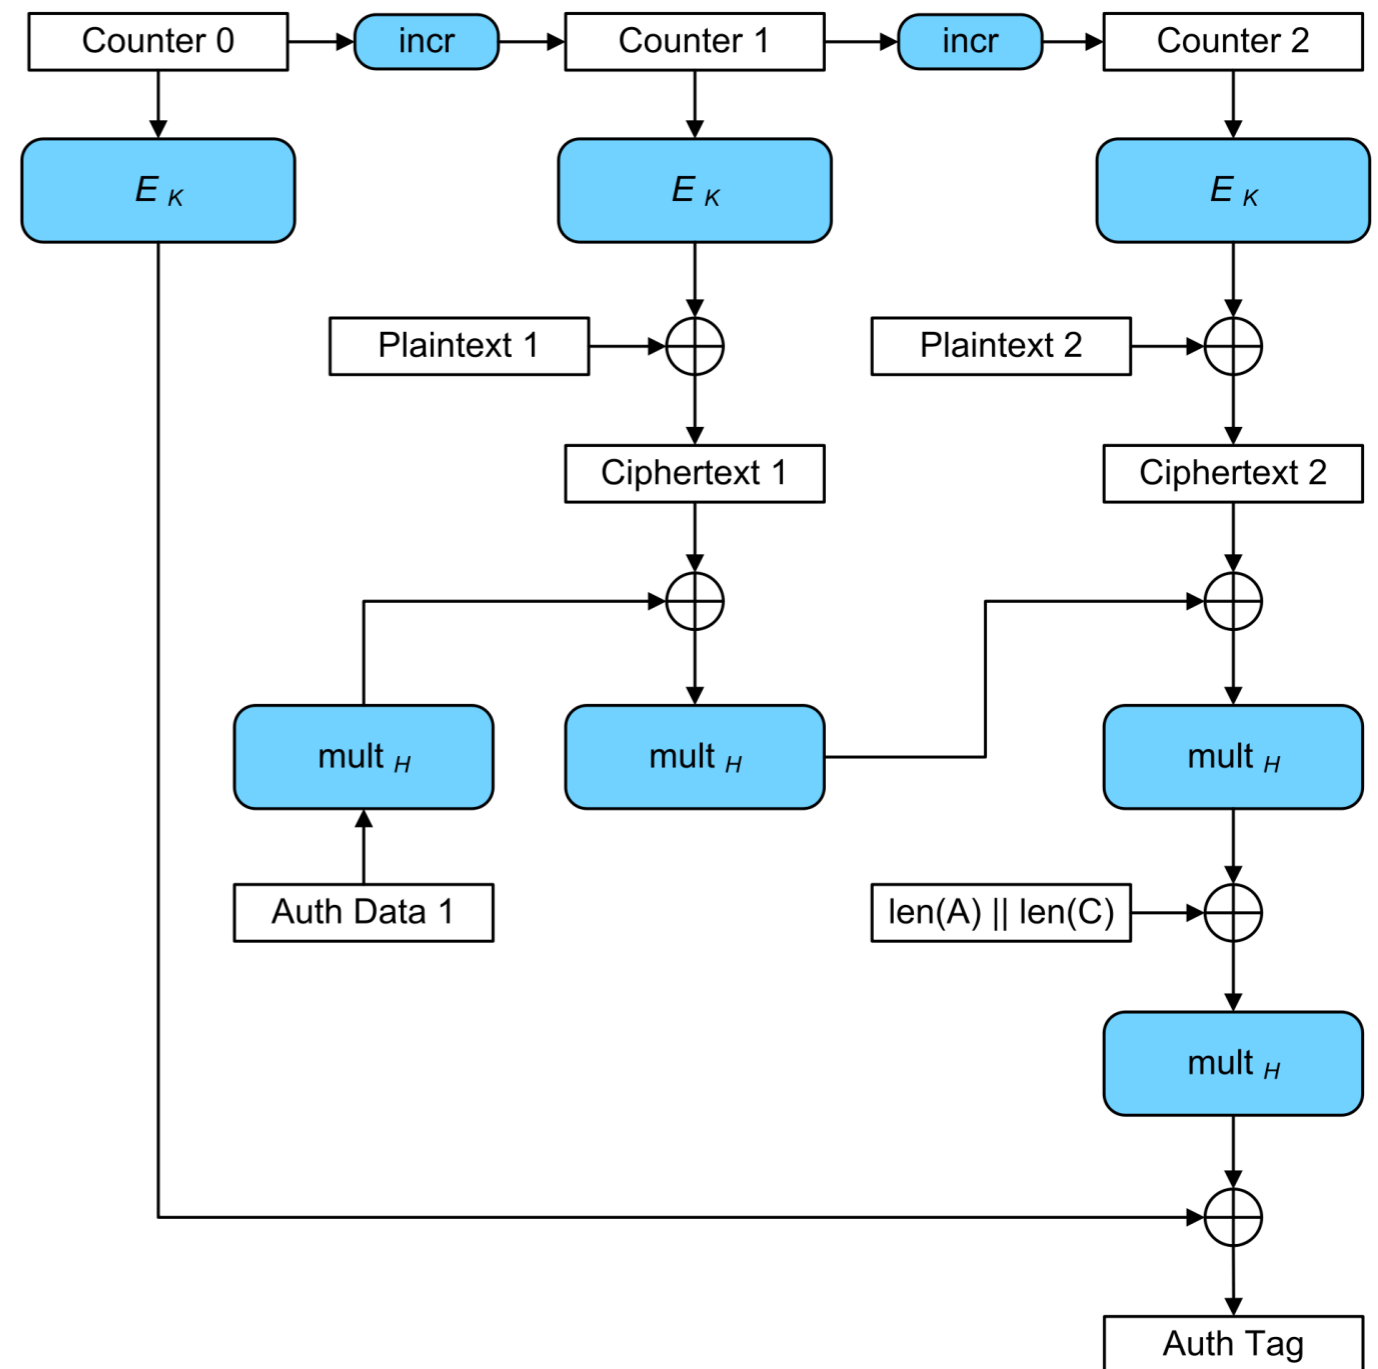 Counter 0
incr
Counter 1
incr
Counter 2
E K
E K
E K
Plaintext 1
Plaintext 2
Ciphertext 1
Ciphertext 2
mult H
mult H
mult H
Auth Data 1
len(A) || len(C)
mult H
Auth Tag